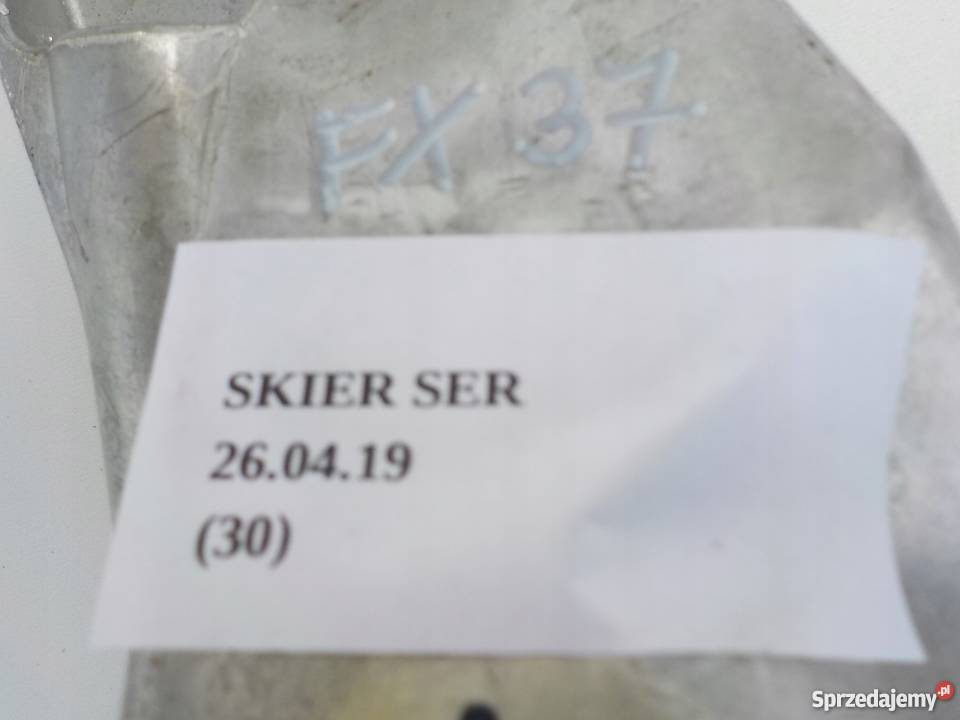 FX 37
SKIER SER
26.04.19
(30)
Sprzedajemy.pl